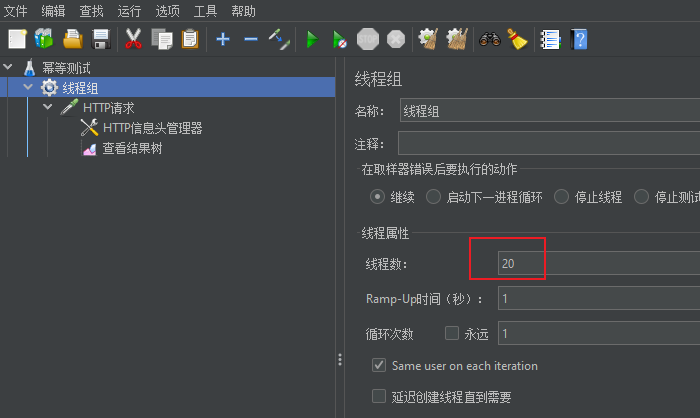 文件 编辑 查找 运行 选项 工具 帮助
幂等测试
线程组
HTTP请求
HTTP信息头管理器
查看结果树
线程组
名称： 线程组
注释：
在取样器错误后要执行的动作
继续 启动下一进程循环 停止线程 停止测试
线程属性
线程数： 20
Ramp-Up时间（秒）： 1
循环次数 永远 1
Same user on each iteration
延迟创建线程直到需要